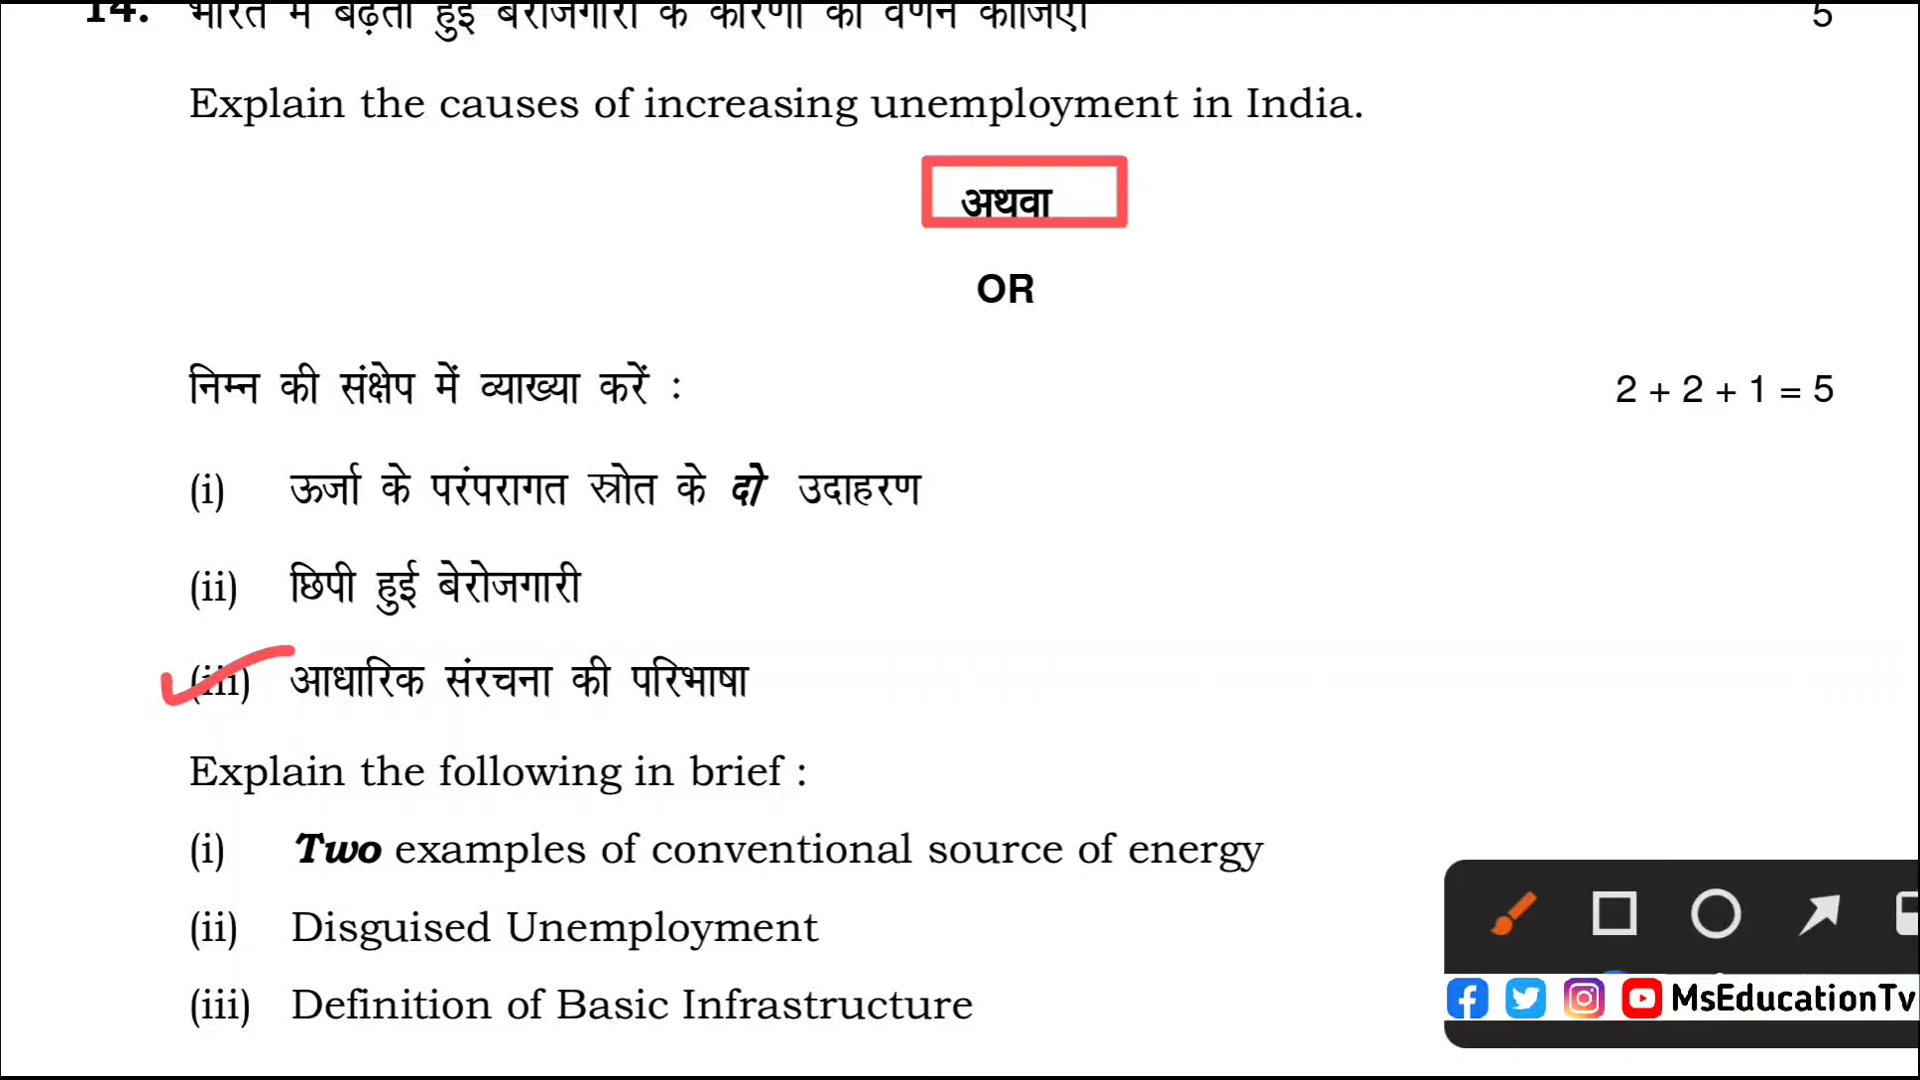 14. भारत में बढ़ती हुई बेरोजगारी के कारणों का वर्णन कीजिए। 5
Explain the causes of increasing unemployment in India.
अथवा
OR
निम्न की संक्षेप में व्याख्या करें : 2 + 2 + 1 = 5
(i) ऊर्जा के परंपरागत स्रोत के दो उदाहरण
(ii) छिपी हुई बेरोजगारी
(iii) आधारिक संरचना की परिभाषा
Explain the following in brief :
(i) Two examples of conventional source of energy
(ii) Disguised Unemployment
(iii) Definition of Basic Infrastructure
MsEducationTv